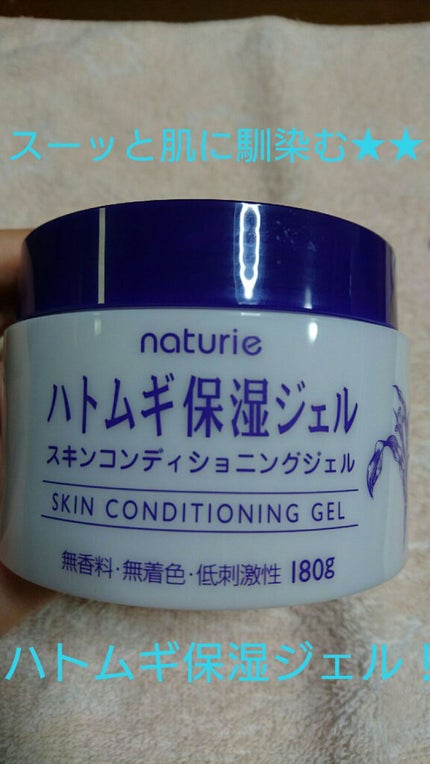 スーッと肌に馴染む★★
naturie
ハトムギ保湿ジェル
スキンコンディショニングジェル
SKIN CONDITIONING GEL
無香料・無着色・低刺激性 180g
ハトムギ保湿ジェル！